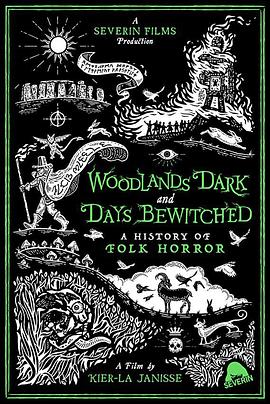 A
SEVERIN FILMS
Production
WOODLANDS DARK
and
DAYS BEWITCHED
A HISTORY OF
FOLK HORROR
A Film by
KIER-LA JANISSE
SEVERIN